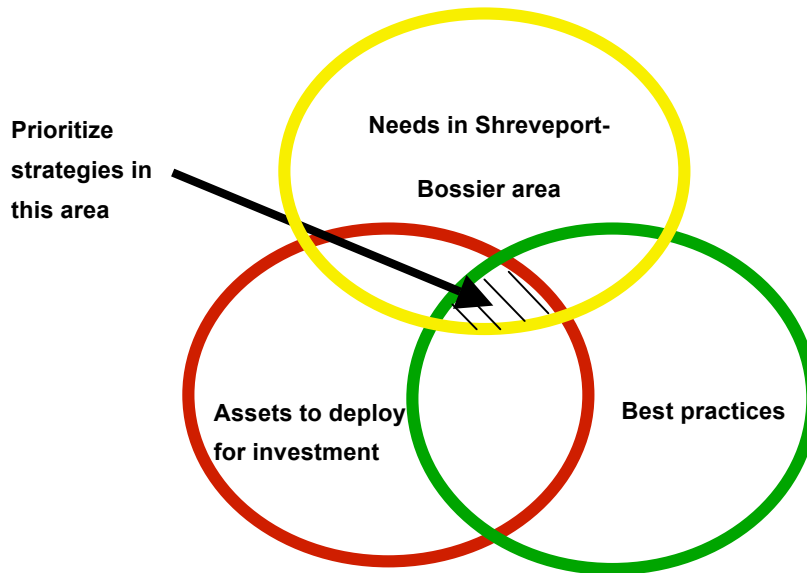 Prioritize
strategies in
this area
Needs in Shreveport-
Bossier area
Assets to deploy
for investment
Best practices